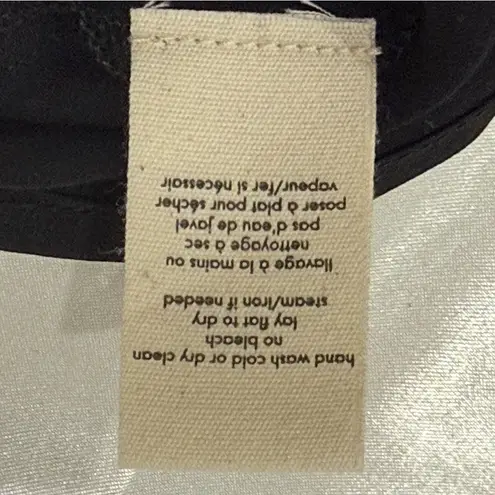 hand wash cold or dry clean
no bleach
lay flat to dry
steam/iron if needed
llavage à la mains ou
nettoyage à sec
pas d'eau de javel
poser à plat pour sécher
vapeur/fer si nécessair